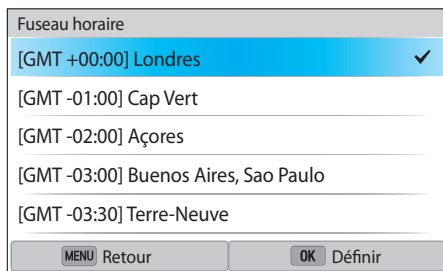 Fuseau horaire
[GMT +00:00] Londres
[GMT -01:00] Cap Vert
[GMT -02:00] Açores
[GMT -03:00] Buenos Aires, Sao Paulo
[GMT -03:30] Terre-Neuve
MENU Retour OK Définir